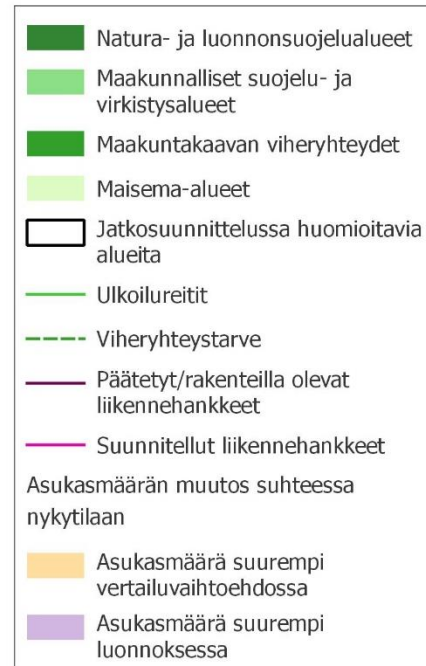 Natura- ja luonnonsuojelualueet
Maakunnalliset suojelu- ja
virkistysalueet
Maakuntakaavan viheryhteydet
Maisema-alueet
Jatkosuunnittelussa huomioitavia
alueita
Ulkoilureitit
Viheryhteystarve
Päätetyt/rakenteilla olevat
liikennehankkeet
Suunnitellut liikennehankkeet
Asukasmäärän muutos suhteessa
nykytilaan
Asukasmäärä suurempi
vertailuvaihtoehdossa
Asukasmäärä suurempi
luonnoksessa